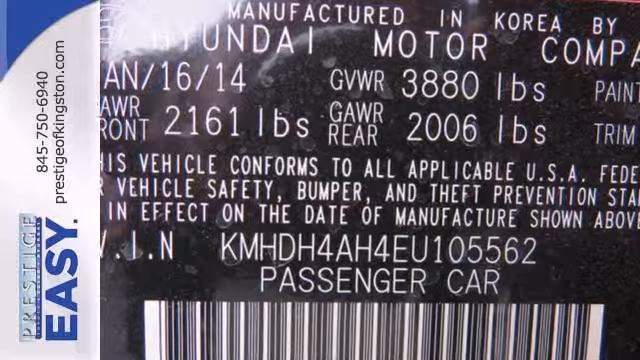 MANUFACTURED IN KOREA BY
HYUNDAI MOTOR COMPA
AN/16/14 GVWR 3880 lbs PAINT
AWR RONT 2161 lbs GAWR REAR 2006 lbs TRIM
HIS VEHICLE CONFORMS TO ALL APPLICABLE U.S.A. FEDE
R VEHICLE SAFETY, BUMPER, AND THEFT PREVENTION STA
IN EFFECT ON THE DATE OF MANUFACTURE SHOWN ABOVE
V.I.N KMHDH4AH4EU105562
PASSENGER CAR
845-750-6940
prestigeofkingston.com
PRESTIGE
EASY.